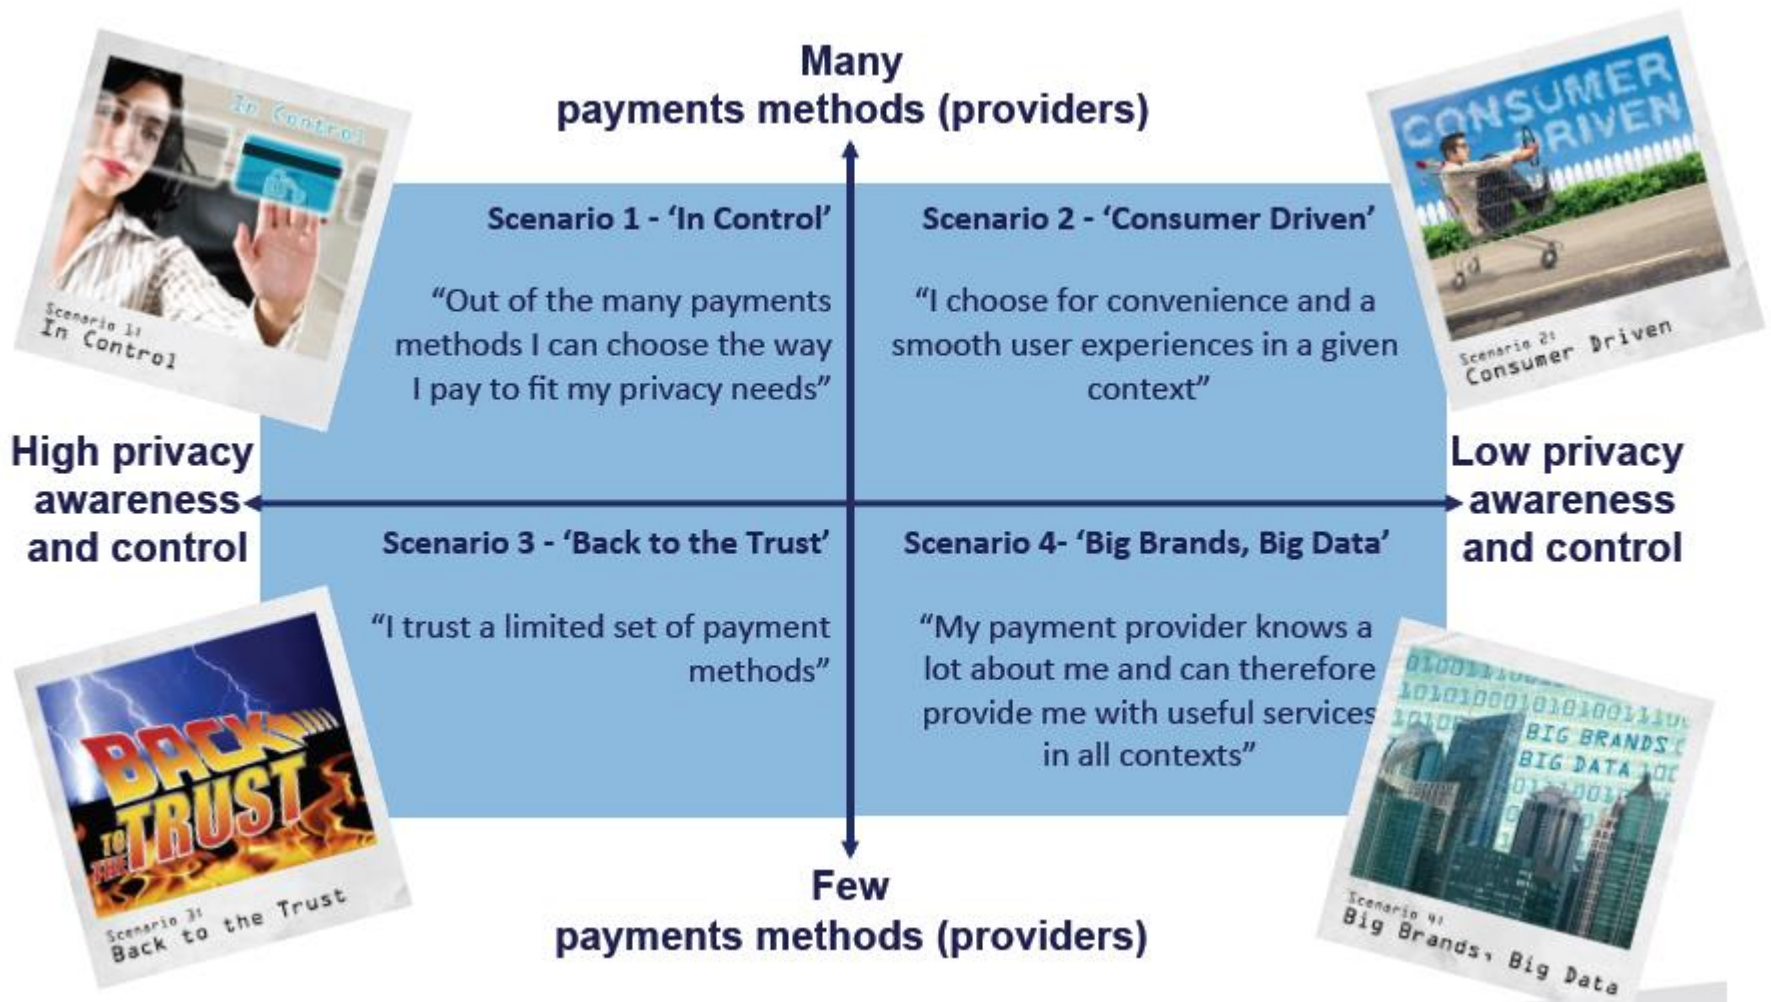 Many
payments methods (providers)
In Control
Scenario 1:
In Control
CONSUMER
DRIVEN
Scenario 2:
Consumer Driven
Scenario 1 - ‘In Control’
“Out of the many payments
methods I can choose the way
I pay to fit my privacy needs”
Scenario 2 - ‘Consumer Driven’
“I choose for convenience and a
smooth user experiences in a given
context”
High privacy
awareness
and control
Low privacy
awareness
and control
Scenario 3 - ‘Back to the Trust’
“I trust a limited set of payment
methods”
Scenario 4- ‘Big Brands, Big Data’
“My payment provider knows a
lot about me and can therefore
provide me with useful services
in all contexts”
BACK
TO THE TRUST
Scenario 3:
Back to the Trust
BIG BRANDS
BIG DATA
Scenario 4:
Big Brands, Big Data
Few
payments methods (providers)